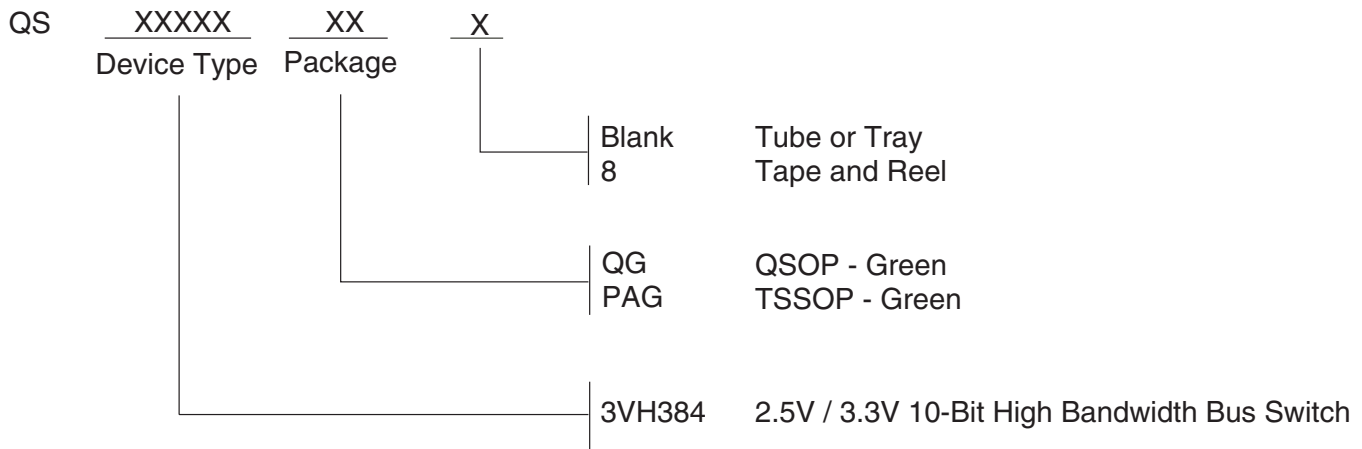 QS XXXXX XX X
Device Type Package
Blank Tube or Tray
8 Tape and Reel
QG QSOP - Green
PAG TSSOP - Green
3VH384 2.5V / 3.3V 10-Bit High Bandwidth Bus Switch